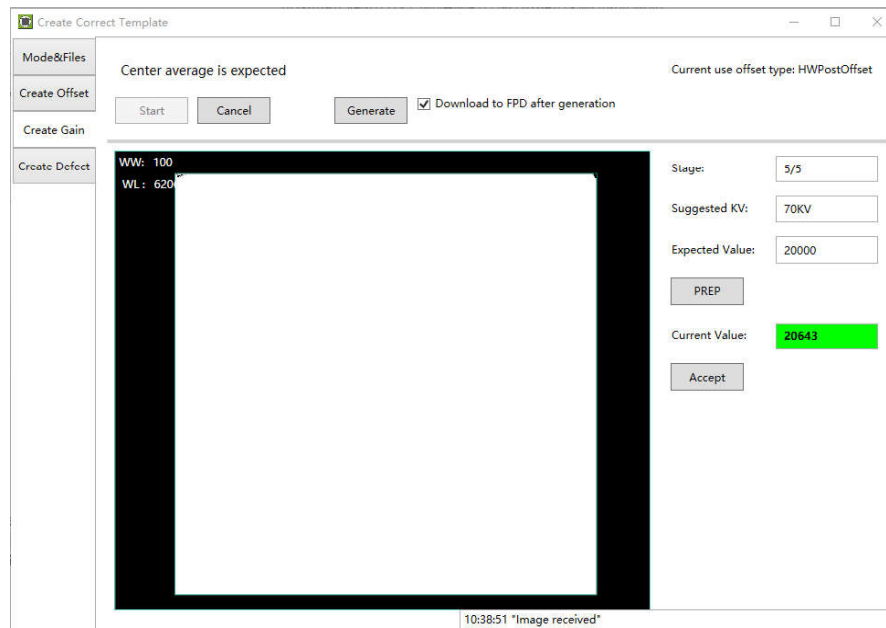 Create Correct Template
Mode&Files
Create Offset
Create Gain
Create Defect
Center average is expected
Current use offset type: HWPostOffset
Start
Cancel
Generate
Download to FPD after generation
WW: 100
WL: 620
Stage:
5/5
Suggested KV:
70KV
Expected Value:
20000
PREP
Current Value:
20643
Accept
10:38:51 "Image received"